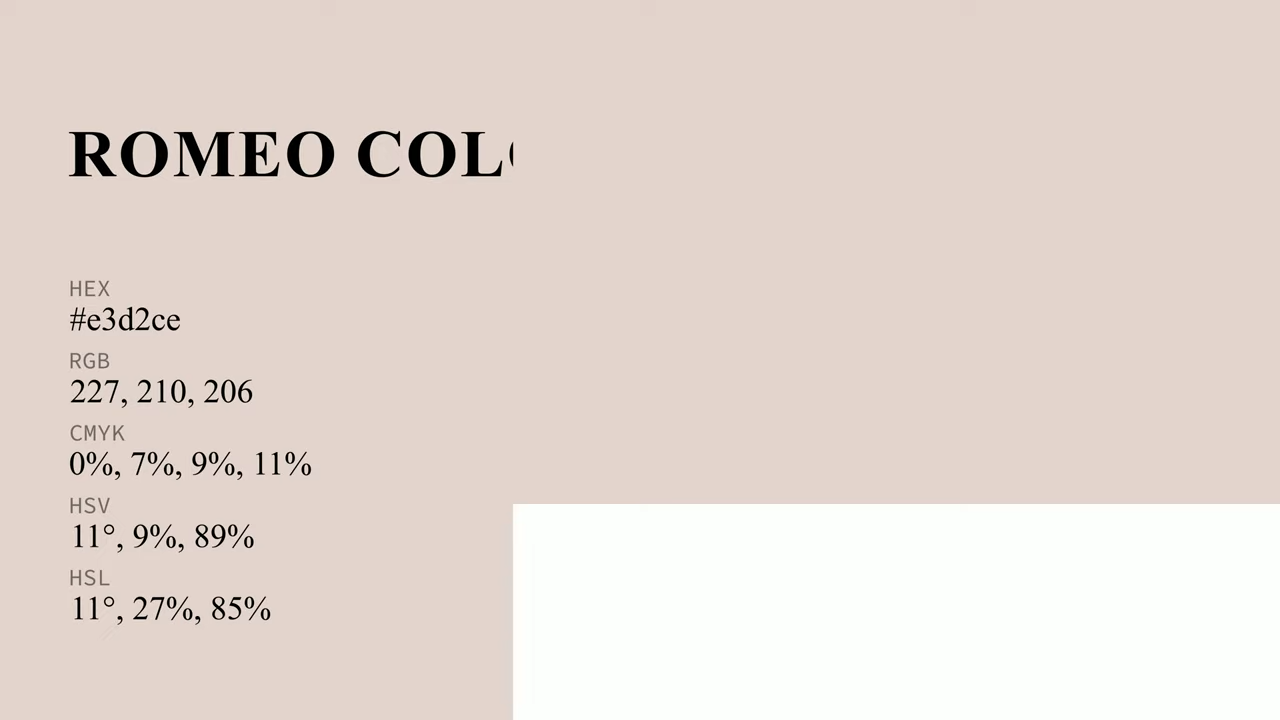 ROMEO COL
HEX
#e3d2ce
RGB
227, 210, 206
CMYK
0%, 7%, 9%, 11%
HSV
11°, 9%, 89%
HSL
11°, 27%, 85%